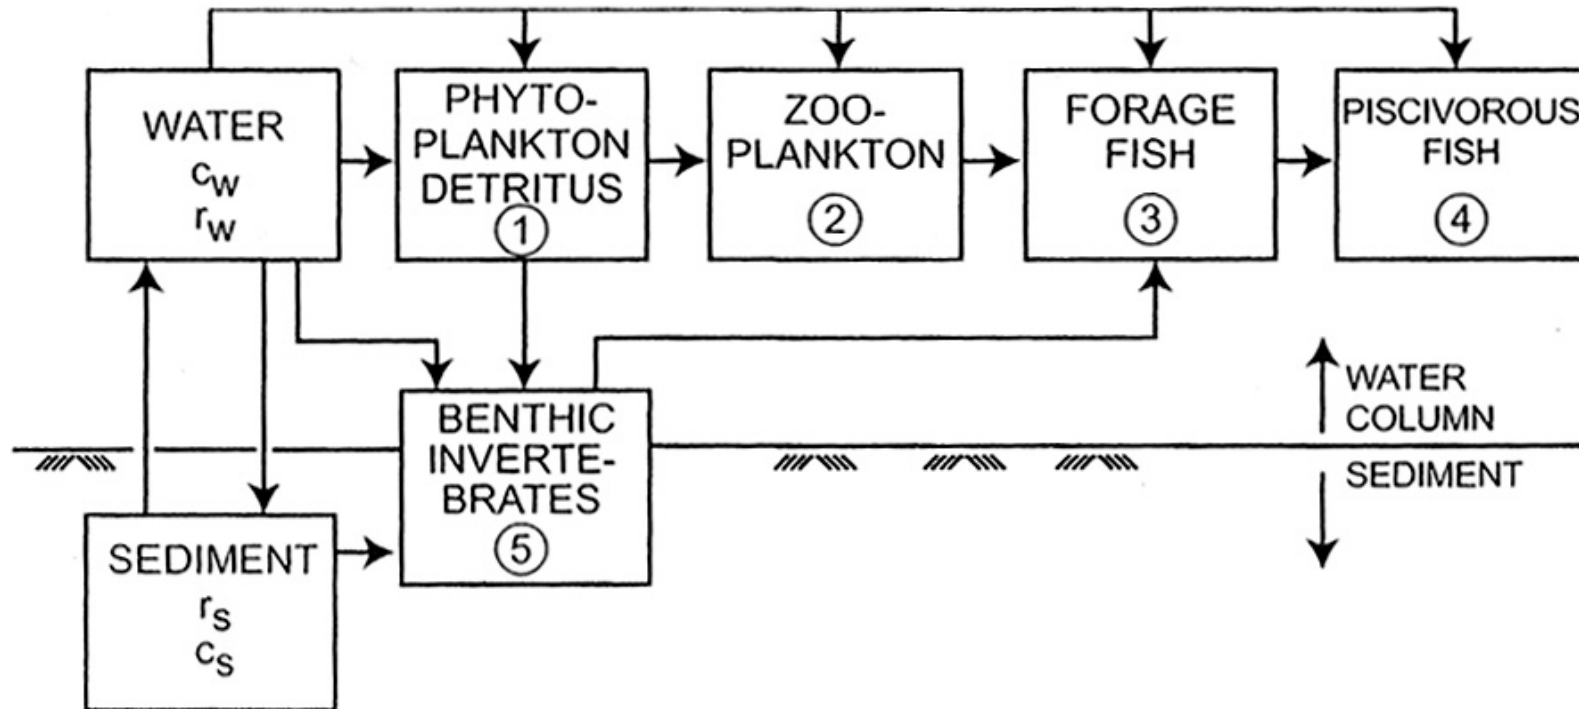 WATER
cW
rW
PHYTO-
PLANKTON
DETRITUS
1
ZOO-
PLANKTON
2
FORAGE
FISH
3
PISCIVOROUS
FISH
4
BENTHIC
INVERTE-
BRATES
5
WATER
COLUMN
SEDIMENT
SEDIMENT
rS
cS